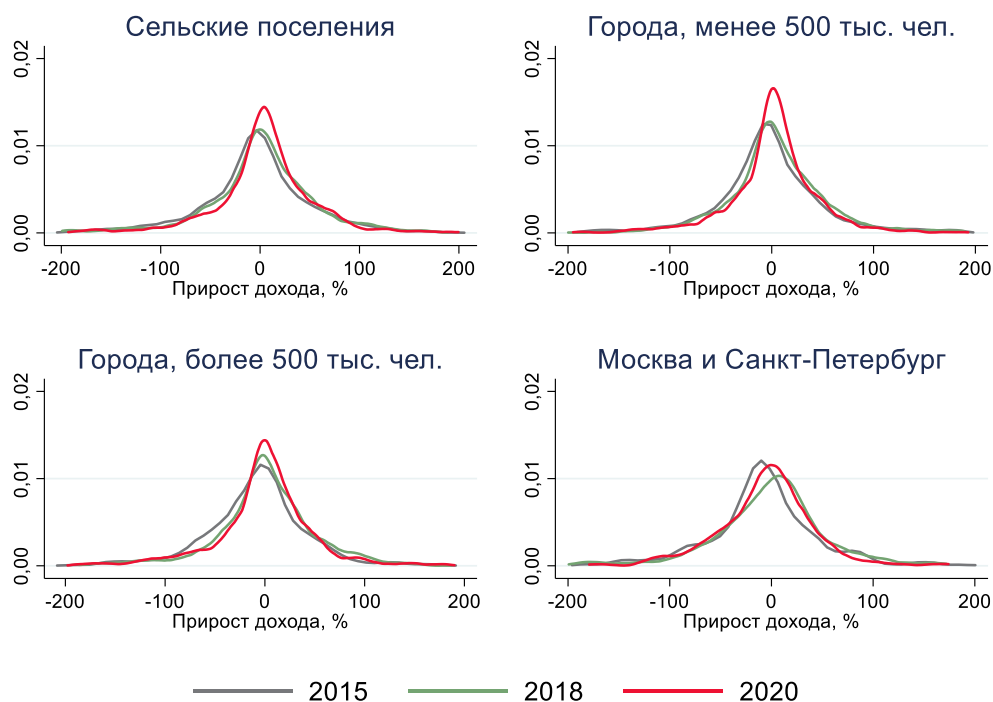 Сельские поселения
0,02
0,01
0,00
-200 -100 0 100 200
Прирост дохода, %
Города, менее 500 тыс. чел.
0,02
0,01
0,00
-200 -100 0 100 200
Прирост дохода, %
Города, более 500 тыс. чел.
0,02
0,01
0,00
-200 -100 0 100 200
Прирост дохода, %
Москва и Санкт-Петербург
0,02
0,01
0,00
-200 -100 0 100 200
Прирост дохода, %
2015 2018 2020